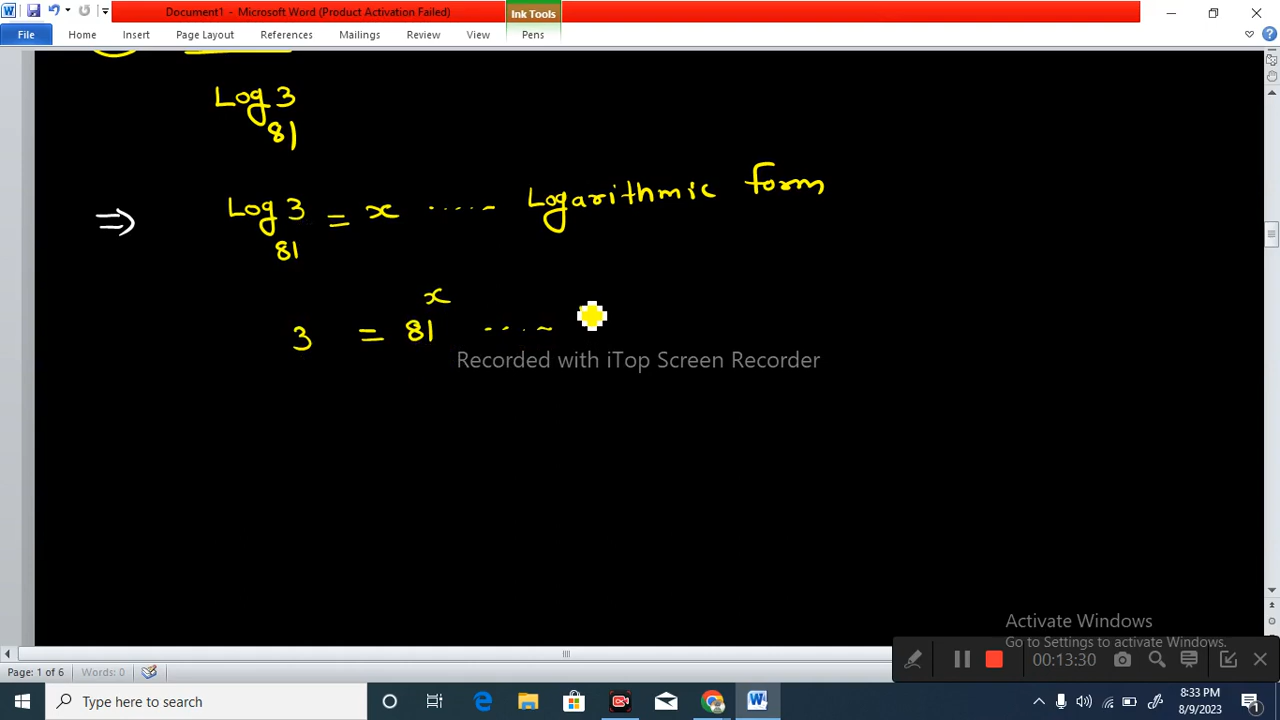 Document1 - Microsoft Word (Product Activation Failed)
Ink Tools
File Home Insert Page Layout References Mailings Review View Pens
Log 3
81
⇒ Log 3 = x ..... Logarithmic form
81
x
3 = 81 .....
Recorded with iTop Screen Recorder
Activate Windows
Go to Settings to activate Windows.
00:13:30
Page: 1 of 6 Words: 0
Type here to search
8:33 PM
8/9/2023
1